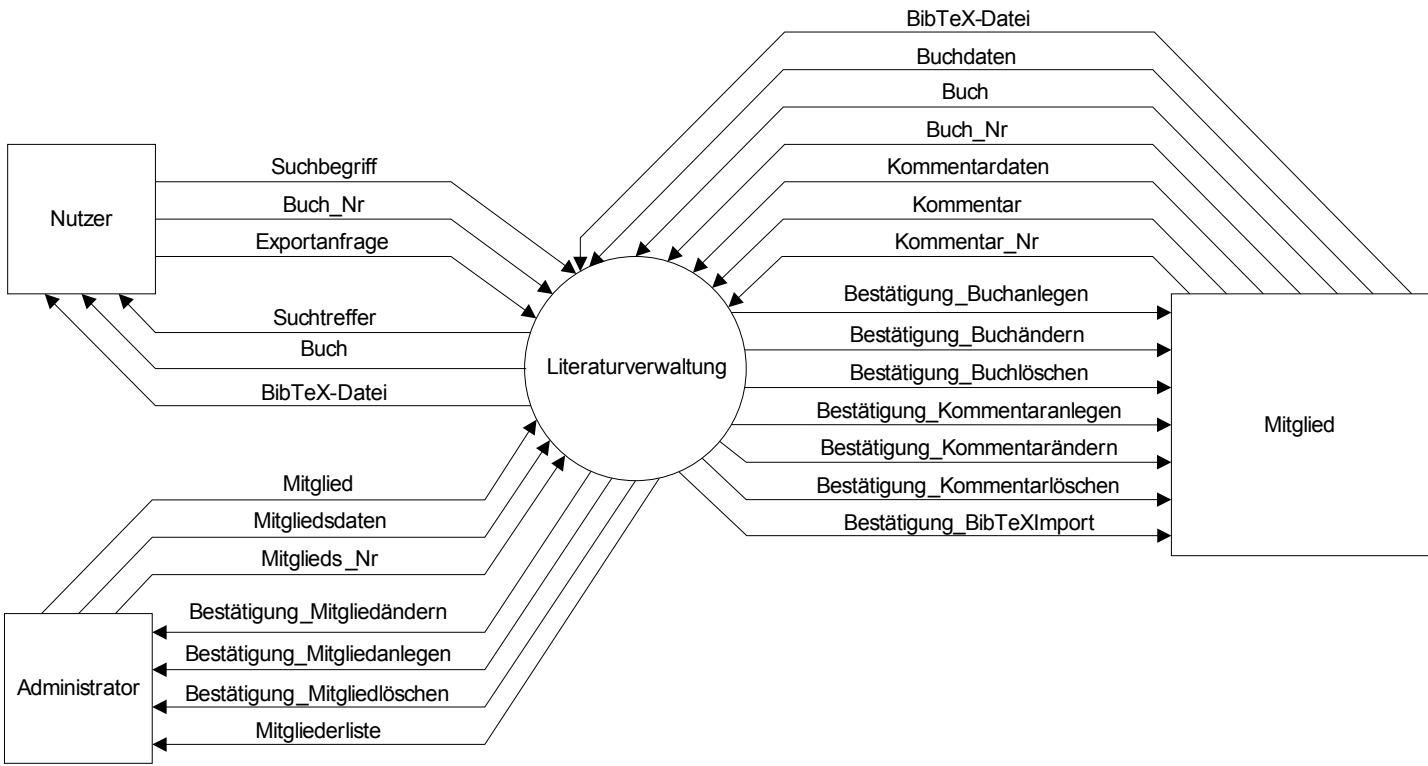 BibTeX-Datei
Buchdaten
Buch
Buch_Nr
Kommentardaten
Kommentar
Kommentar_Nr
Suchbegriff
Buch_Nr
Exportanfrage
Nutzer
Suchtreffer
Buch
BibTeX-Datei
Literaturverwaltung
Bestätigung_Buchanlegen
Bestätigung_Buchändern
Bestätigung_Buchlöschen
Bestätigung_Kommentaranlegen
Bestätigung_Kommentarändern
Bestätigung_Kommentarlöschen
Bestätigung_BibTeXImport
Mitglied
Mitglied
Mitgliedsdaten
Mitglieds_Nr
Bestätigung_Mitgliedändern
Bestätigung_Mitgliedanlegen
Bestätigung_Mitgliedlöschen
Mitgliederliste
Administrator